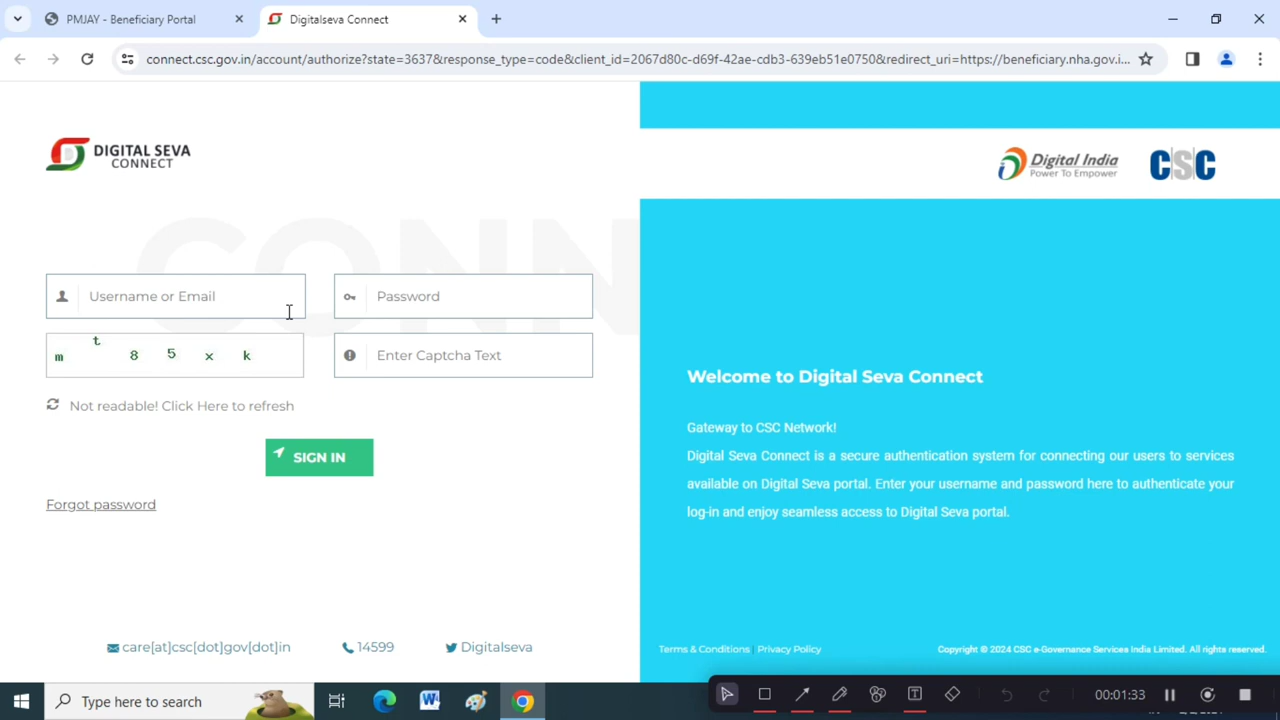 PMJAY - Beneficiary Portal
Digitalseva Connect
connect.csc.gov.in/account/authorize?state=3637&response_type=code&client_id=2067d80c-d69f-42ae-cdb3-639eb51e0750&redirect_uri=https://beneficiary.nha.gov.i...
DIGITAL SEVA
CONNECT
Digital India
Power To Empower
CSC
CONN
Username or Email
Password
m t 8 5 x k
Enter Captcha Text
Not readable! Click Here to refresh
SIGN IN
Forgot password
care[at]csc[dot]gov[dot]in
14599
Digitalseva
Welcome to Digital Seva Connect
Gateway to CSC Network!
Digital Seva Connect is a secure authentication system for connecting our users to services
available on Digital Seva portal. Enter your username and password here to authenticate your
log-in and enjoy seamless access to Digital Seva portal.
Terms & Conditions | Privacy Policy
Copyright © 2024 CSC e-Governance Services India Limited. All rights reserved.
Type here to search
00:01:33